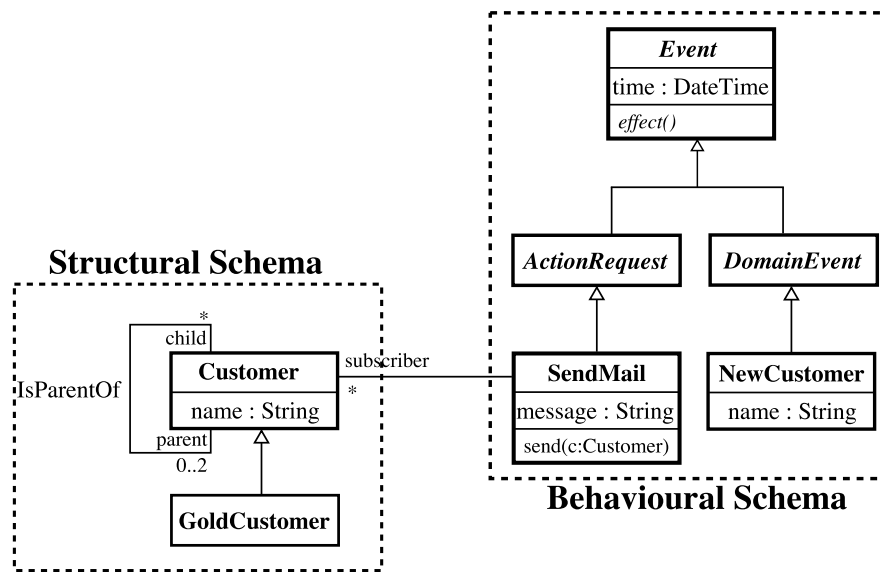 Event
time : DateTime
effect()
ActionRequest
DomainEvent
Structural Schema
*
child
IsParentOf
Customer
name : String
parent
0..2
subscriber
*
GoldCustomer
SendMail
message : String
send(c:Customer)
NewCustomer
name : String
Behavioural Schema